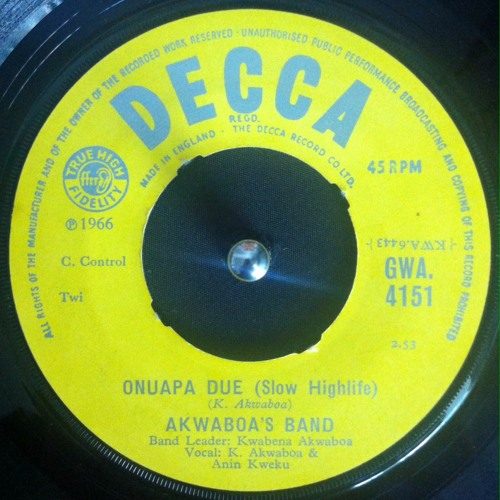 ALL RIGHTS OF THE MANUFACTURER AND OF THE OWNER OF THE RECORDED WORK RESERVED · UNAUTHORISED PUBLIC PERFORMANCE BROADCASTING AND COPYING OF THIS RECORD PROHIBITED
DECCA
REGD.
MADE IN ENGLAND - THE DECCA RECORD CO. LTD.
TRUE HIGH
ffrr
FIDELITY
45 RPM
℗ 1966
(KWA.6443)
C. Control
GWA.
4151
Twi
2-53
ONUAPA DUE (Slow Highlife)
(K. Akwaboa)
AKWABOA'S BAND
Band Leader: Kwabena Akwaboa
Vocal: K. Akwaboa &
Anin Kweku